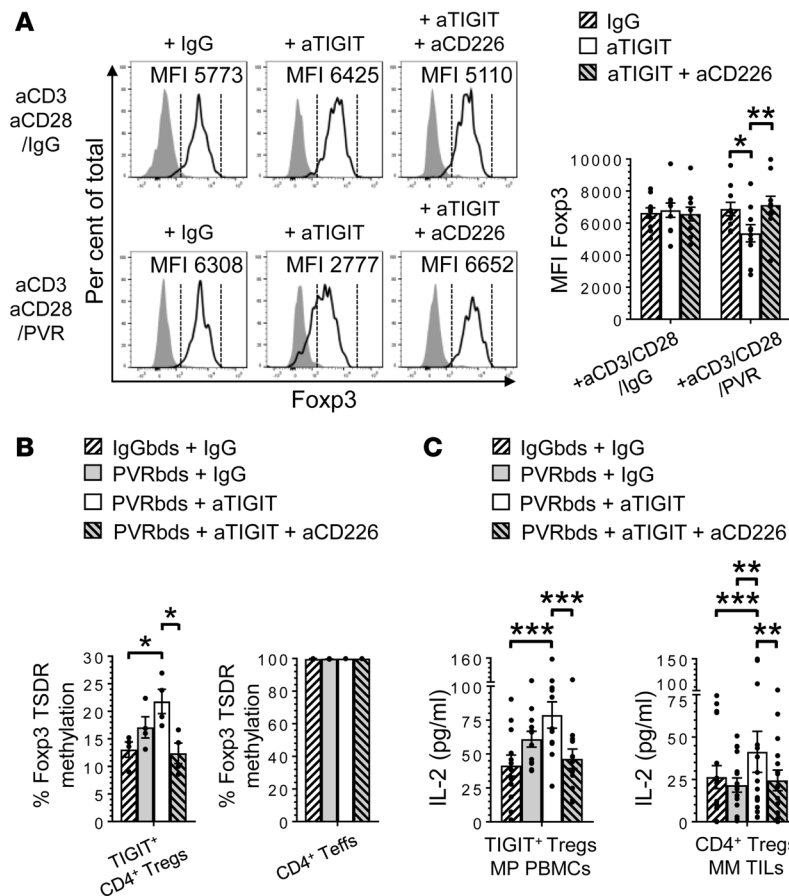 A
+ IgG
+ aTIGIT
+ aTIGIT
+ aCD226
aCD3
aCD28
/IgG
MFI 5773
MFI 6425
MFI 5110
+ IgG
+ aTIGIT
+ aTIGIT
+ aCD226
aCD3
aCD28
/PVR
MFI 6308
MFI 2777
MFI 6652
Per cent of total
Foxp3
IgG
aTIGIT
aTIGIT + aCD226
* **
MFI Foxp3
10000
8000
6000
4000
2000
0
+aCD3/CD28
/IgG
+aCD3/CD28
/PVR
B
IgGbds + IgG
PVRbds + IgG
PVRbds + aTIGIT
PVRbds + aTIGIT + aCD226
% Foxp3 TSDR
methylation
30
25
20
15
10
5
0
* *
TIGIT⁺
CD4⁺ Tregs
% Foxp3 TSDR
methylation
100
80
60
40
20
0
CD4⁺ Teffs
C
IgGbds + IgG
PVRbds + IgG
PVRbds + aTIGIT
PVRbds + aTIGIT + aCD226
IL-2 (pg/ml)
160
100
75
50
25
0
*** ***
TIGIT⁺ Tregs
MP PBMCs
IL-2 (pg/ml)
150
100
75
50
25
0
**
*** **
CD4⁺ Tregs
MM TILs